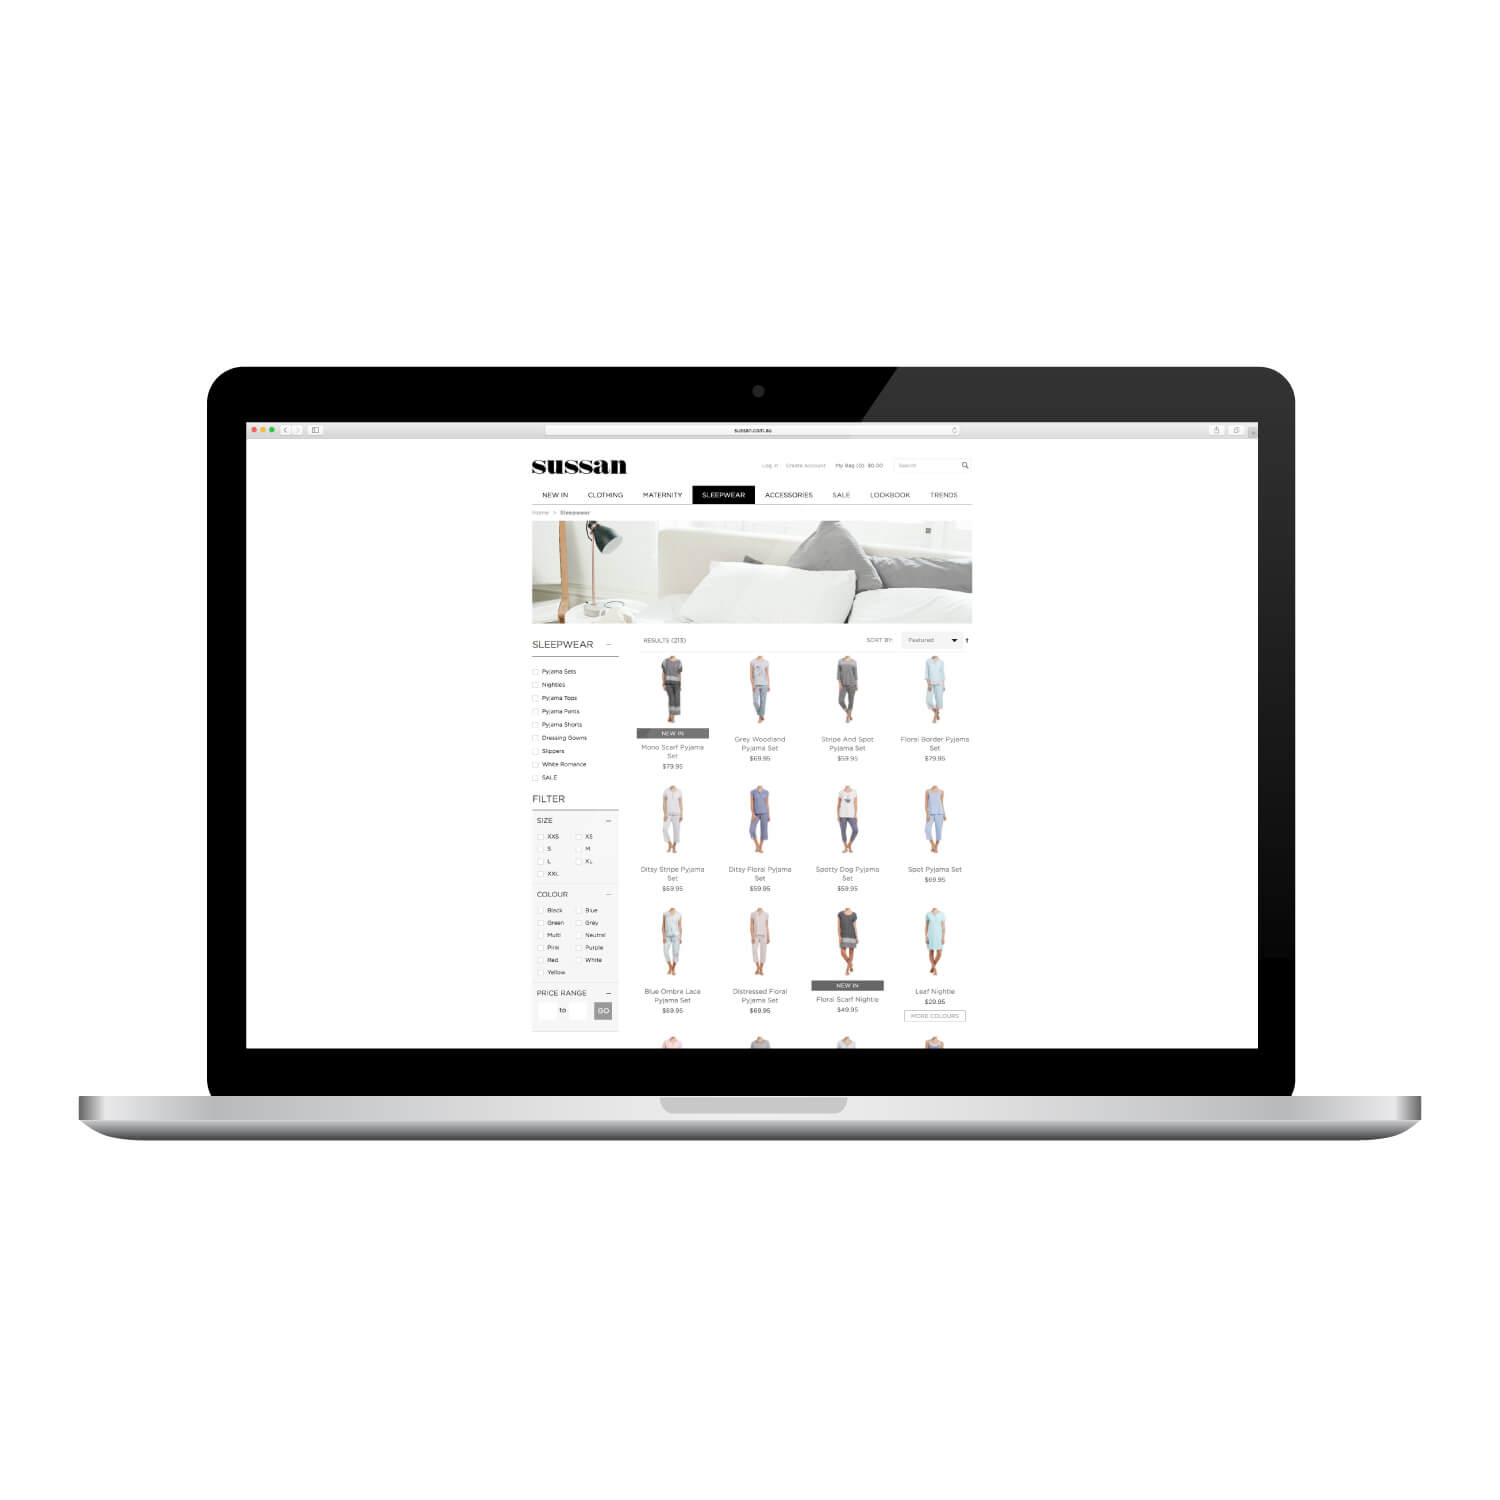 sussan.com.au
sussan
Log in Create Account My Bag (0) $0.00 Search
NEW IN CLOTHING MATERNITY SLEEPWEAR ACCESSORIES SALE LOOKBOOK TRENDS
Home > Sleepwear
SLEEPWEAR
Pyjama Sets
Nighties
Pyjama Tops
Pyjama Pants
Pyjama Shorts
Dressing Gowns
Slippers
White Romance
SALE
FILTER
SIZE
XXS XS
S M
L XL
XXL
COLOUR
Black Blue
Green Grey
Multi Neutral
Pink Purple
Red White
Yellow
PRICE RANGE
to GO
RESULTS (213) SORT BY: Featured
NEW IN
Mono Scarf Pyjama
Set
$79.95
Grey Woodland
Pyjama Set
$69.95
Stripe And Spot
Pyjama Set
$59.95
Floral Border Pyjama
Set
$79.95
Ditsy Stripe Pyjama
Set
$59.95
Ditsy Floral Pyjama
Set
$59.95
Spotty Dog Pyjama
Set
$59.95
Spot Pyjama Set
$69.95
Blue Ombre Lace
Pyjama Set
$69.95
Distressed Floral
Pyjama Set
$69.95
NEW IN
Floral Scarf Nightie
$49.95
Leaf Nightie
$29.95
MORE COLOURS